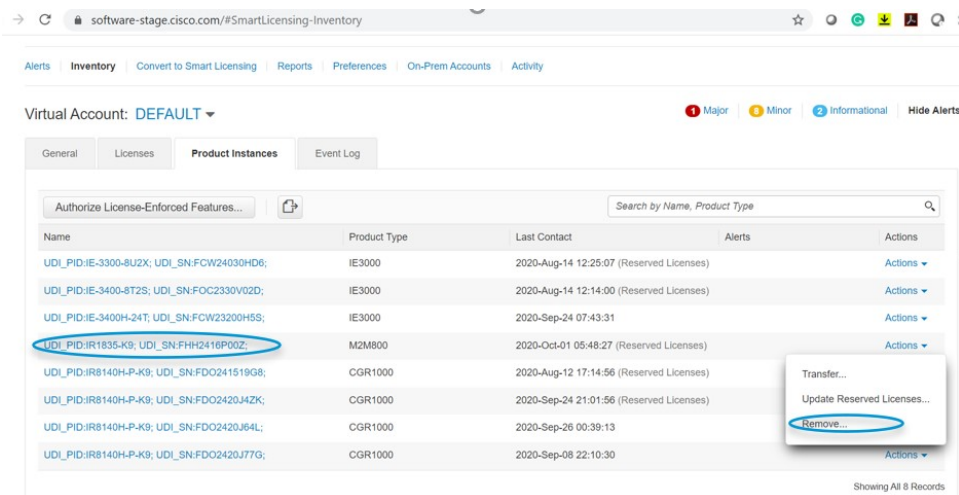 software-stage.cisco.com/#SmartLicensing-Inventory
Alerts Inventory Convert to Smart Licensing Reports Preferences On-Prem Accounts Activity
Virtual Account: DEFAULT
1 Major 8 Minor 2 Informational Hide Alerts
General Licenses Product Instances Event Log
Authorize License-Enforced Features... Search by Name, Product Type
Name Product Type Last Contact Alerts Actions
UDI_PID:IE-3300-8U2X; UDI_SN:FCW24030HD6; IE3000 2020-Aug-14 12:25:07 (Reserved Licenses) Actions
UDI_PID:IE-3400-8T2S; UDI_SN:FOC2330V02D; IE3000 2020-Aug-14 12:14:00 (Reserved Licenses) Actions
UDI_PID:IE-3400H-24T; UDI_SN:FCW23200H5S; IE3000 2020-Sep-24 07:43:31 Actions
UDI_PID:IR1835-K9; UDI_SN:FHH2416P00Z; M2M800 2020-Oct-01 05:48:27 (Reserved Licenses) Actions
UDI_PID:IR8140H-P-K9; UDI_SN:FDO241519G8; CGR1000 2020-Aug-12 17:14:56 (Reserved Licenses) Transfer...
UDI_PID:IR8140H-P-K9; UDI_SN:FDO2420J4ZK; CGR1000 2020-Sep-24 21:01:56 (Reserved Licenses) Update Reserved Licenses...
UDI_PID:IR8140H-P-K9; UDI_SN:FDO2420J64L; CGR1000 2020-Sep-26 00:39:13 Remove...
UDI_PID:IR8140H-P-K9; UDI_SN:FDO2420J77G; CGR1000 2020-Sep-08 22:10:30 Actions
Showing All 8 Records